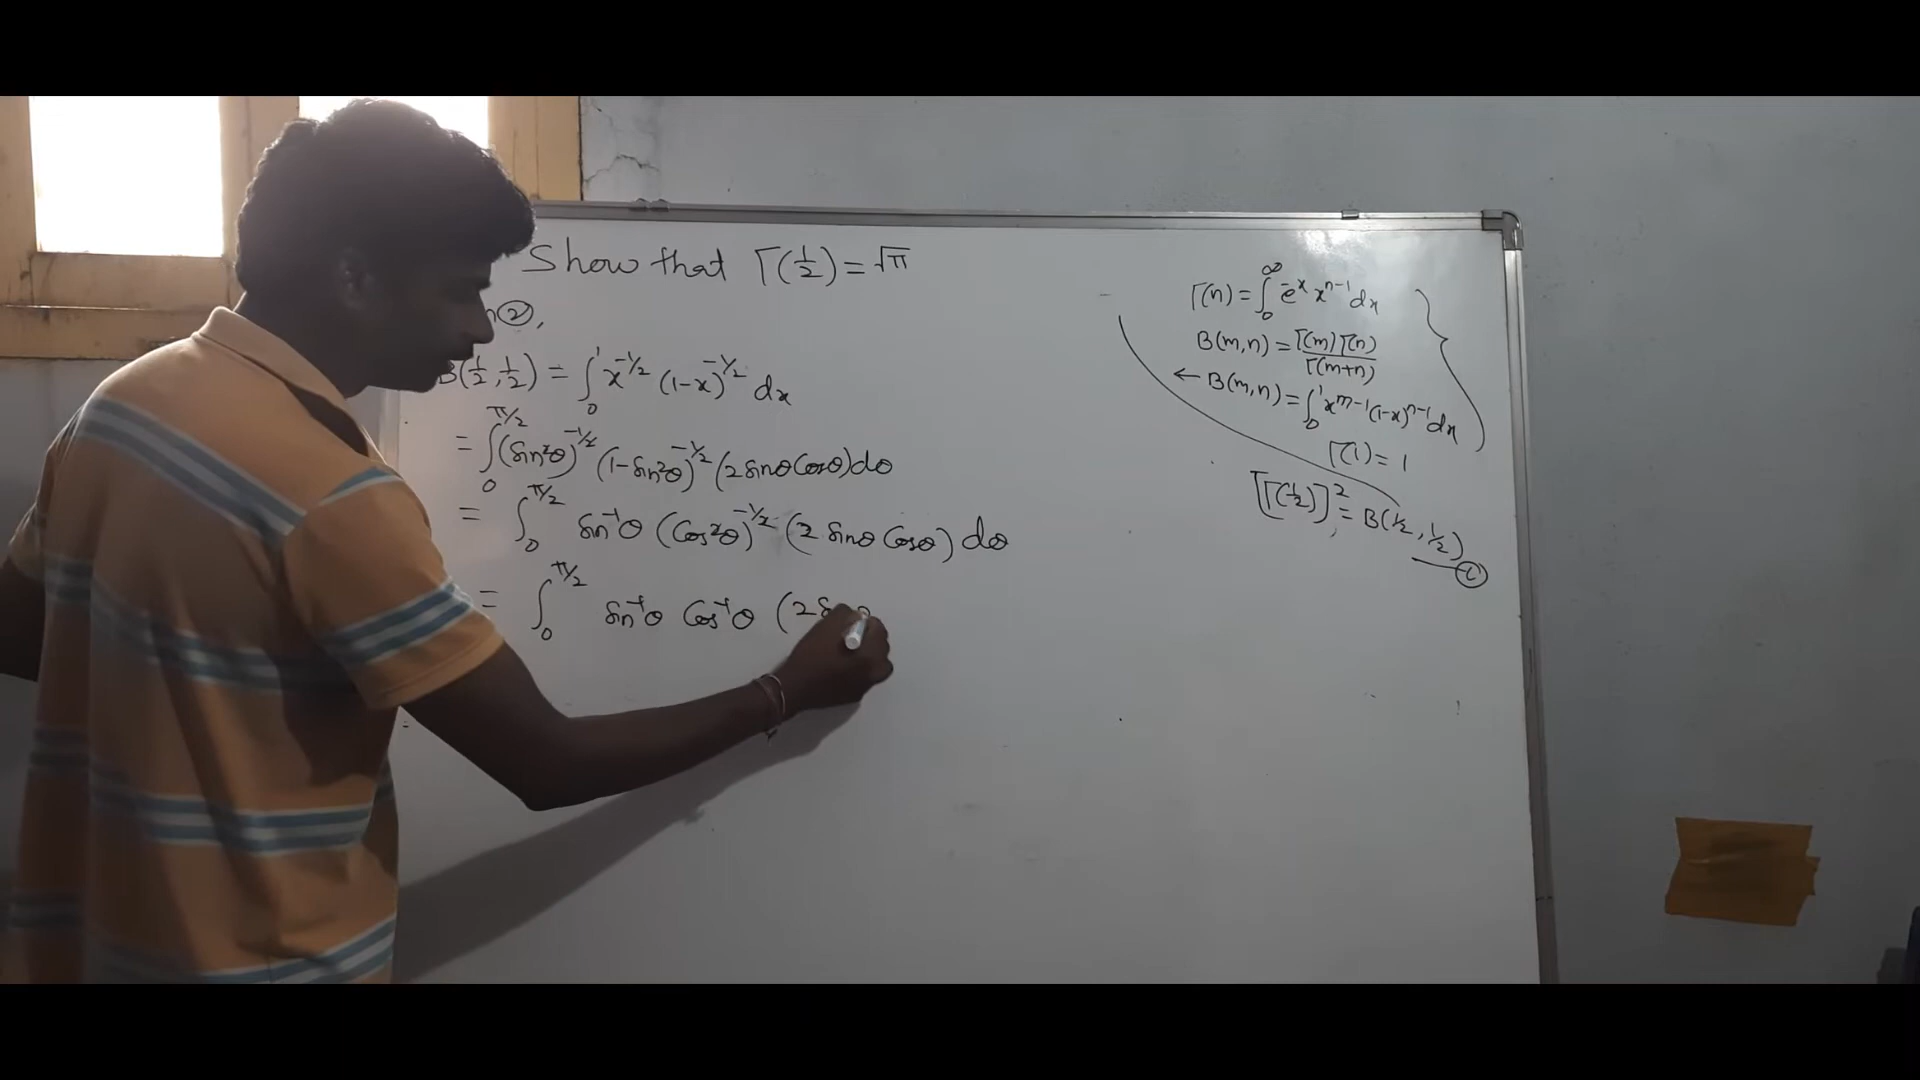 Show that Γ(1/2) = √π
②,
B(1/2, 1/2) = ∫₀¹ x^(-1/2) (1-x)^(-1/2) dx
= ∫₀^(π/2) (sin²θ)^(-1/2) (1-sin²θ)^(-1/2) (2 sinθ cosθ) dθ
= ∫₀^(π/2) sin⁻¹θ (cos²θ)^(-1/2) (2 sinθ cosθ) dθ
= ∫₀^(π/2) sin⁻¹θ cos⁻¹θ (2
Γ(n) = ∫₀^∞ e^(-x) x^(n-1) dx
B(m,n) = Γ(m) Γ(n) / Γ(m+n)
← B(m,n) = ∫₀¹ x^(m-1) (1-x)^(n-1) dx
Γ(1) = 1
[Γ(1/2)]² = B(1/2, 1/2)